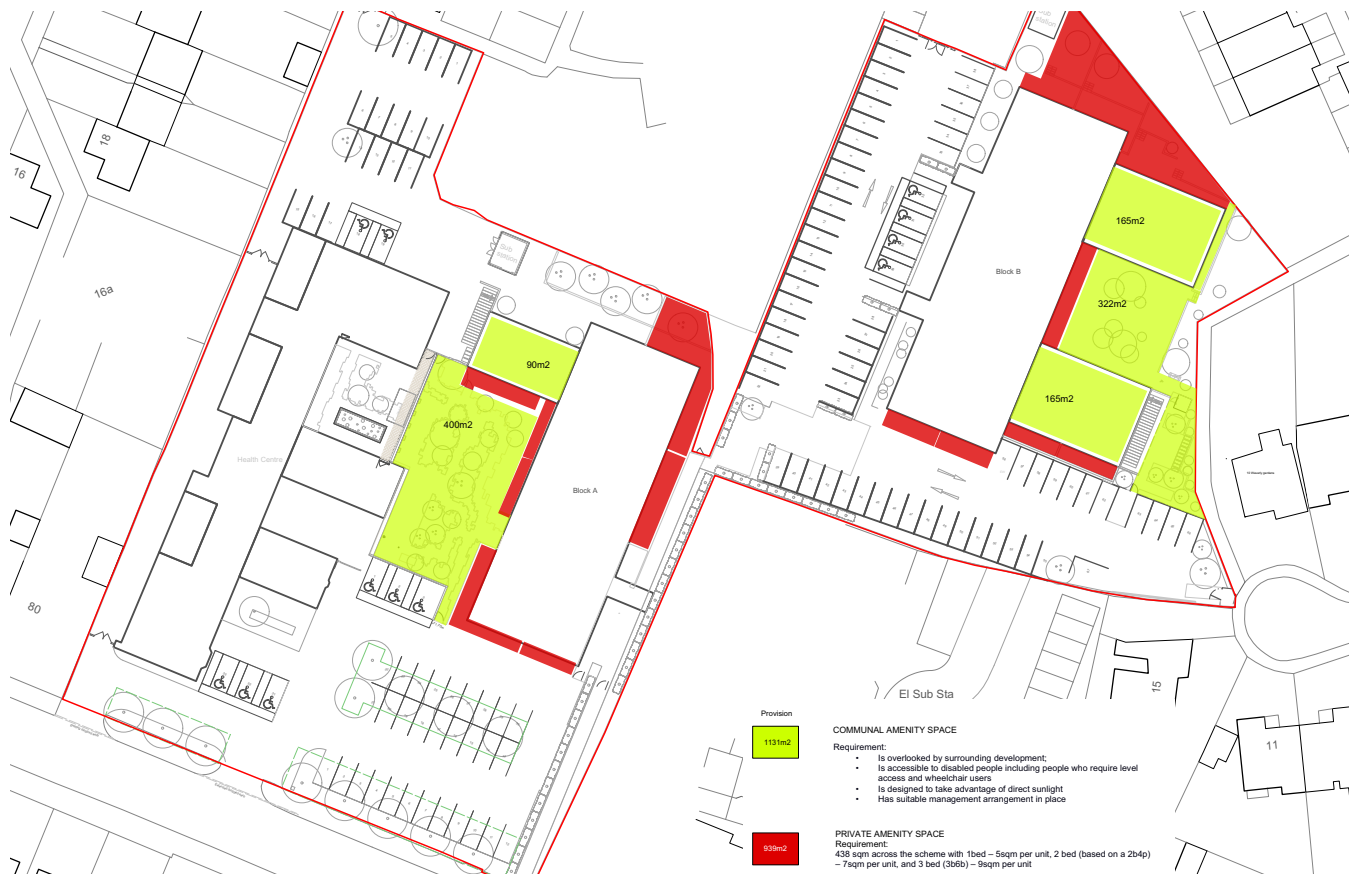 Sub
station
18
16
16a
80
Sub
station
165m2
Block B
322m2
165m2
90m2
400m2
Health Centre
Block A
El Sub Sta
15
11
Provision
1131m2
COMMUNAL AMENITY SPACE
Requirement:
• Is overlooked by surrounding development;
• Is accessible to disabled people including people who require level
access and wheelchair users
• Is designed to take advantage of direct sunlight
• Has suitable management arrangement in place
939m2
PRIVATE AMENITY SPACE
Requirement:
438 sqm across the scheme with 1bed – 5sqm per unit, 2 bed (based on a 2b4p)
– 7sqm per unit, and 3 bed (3b6b) – 9sqm per unit